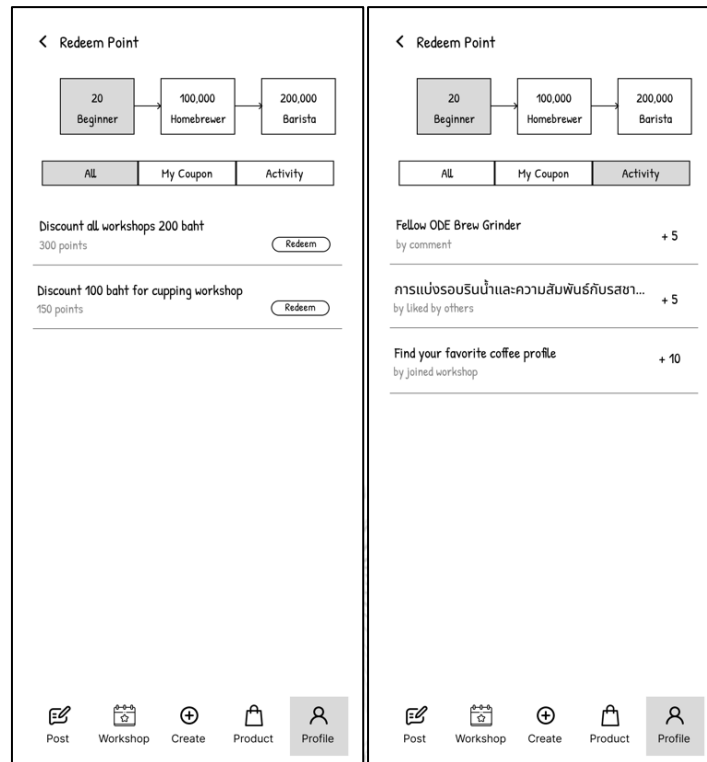 Redeem Point
20
Beginner
100,000
Homebrewer
200,000
Barista
All
My Coupon
Activity
Discount all workshops 200 baht
300 points
Redeem
Discount 100 baht for cupping workshop
150 points
Redeem
Post
Workshop
Create
Product
Profile
Redeem Point
20
Beginner
100,000
Homebrewer
200,000
Barista
All
My Coupon
Activity
Fellow ODE Brew Grinder
by comment
+ 5
การแบ่งรอบรินน้ำและความสัมพันธ์กับรสชา...
by liked by others
+ 5
Find your favorite coffee profile
by joined workshop
+ 10
Post
Workshop
Create
Product
Profile